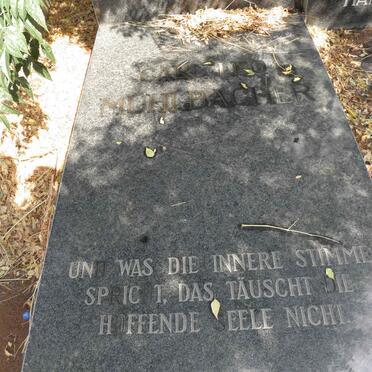 MÜHLBACHER
UND WAS DIE INNERE STIMME
SPRICHT, DAS TÄUSCHT DIE
HOFFENDE SEELE NICHT.